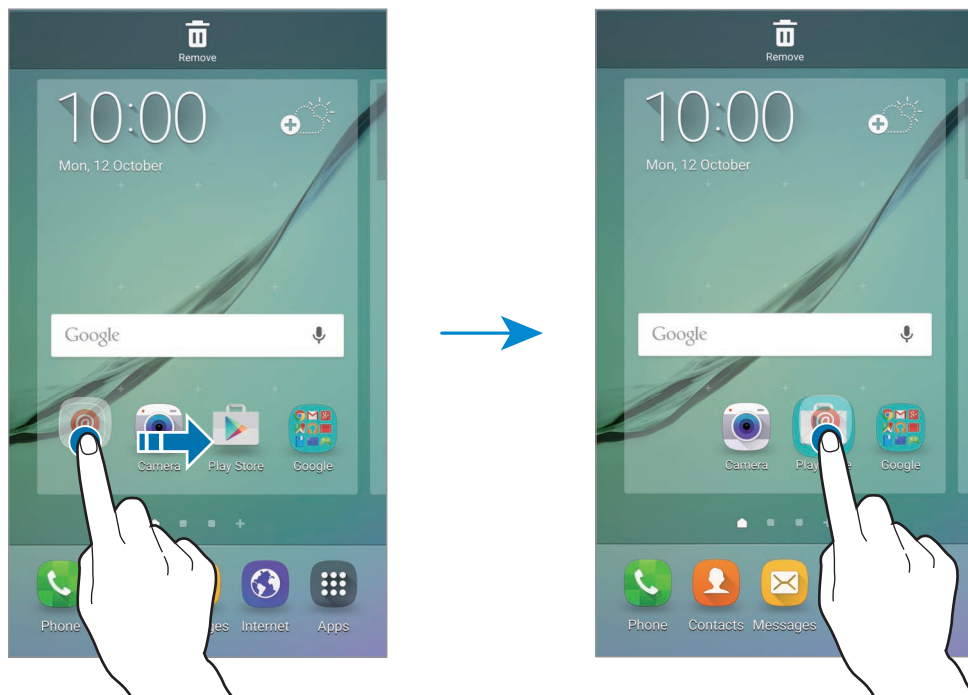 Remove
10:00
Mon, 12 October
Google
Camera Play Store Google
Phone Internet Apps
Remove
10:00
Mon, 12 October
Google
Camera Google
Phone Contacts Messages